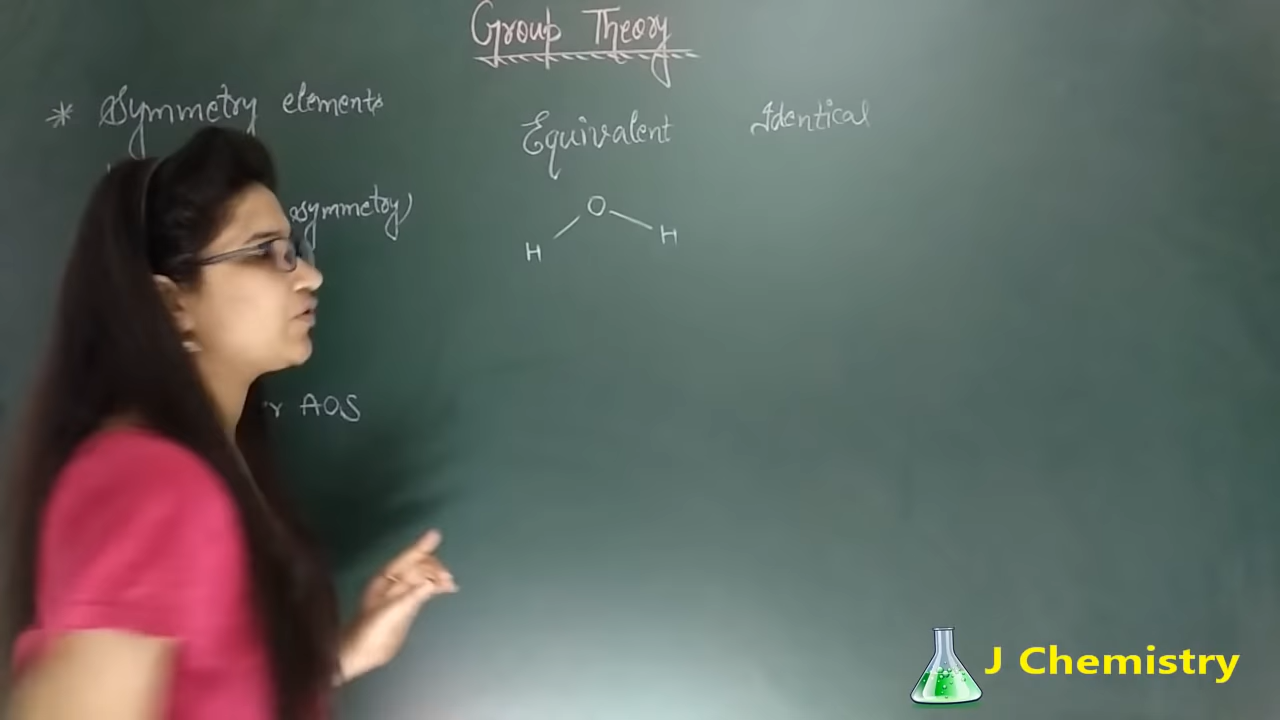 Group Theory
* Symmetry elements
Equivalent Identical
symmetry)
O
H H
r AOS
J Chemistry